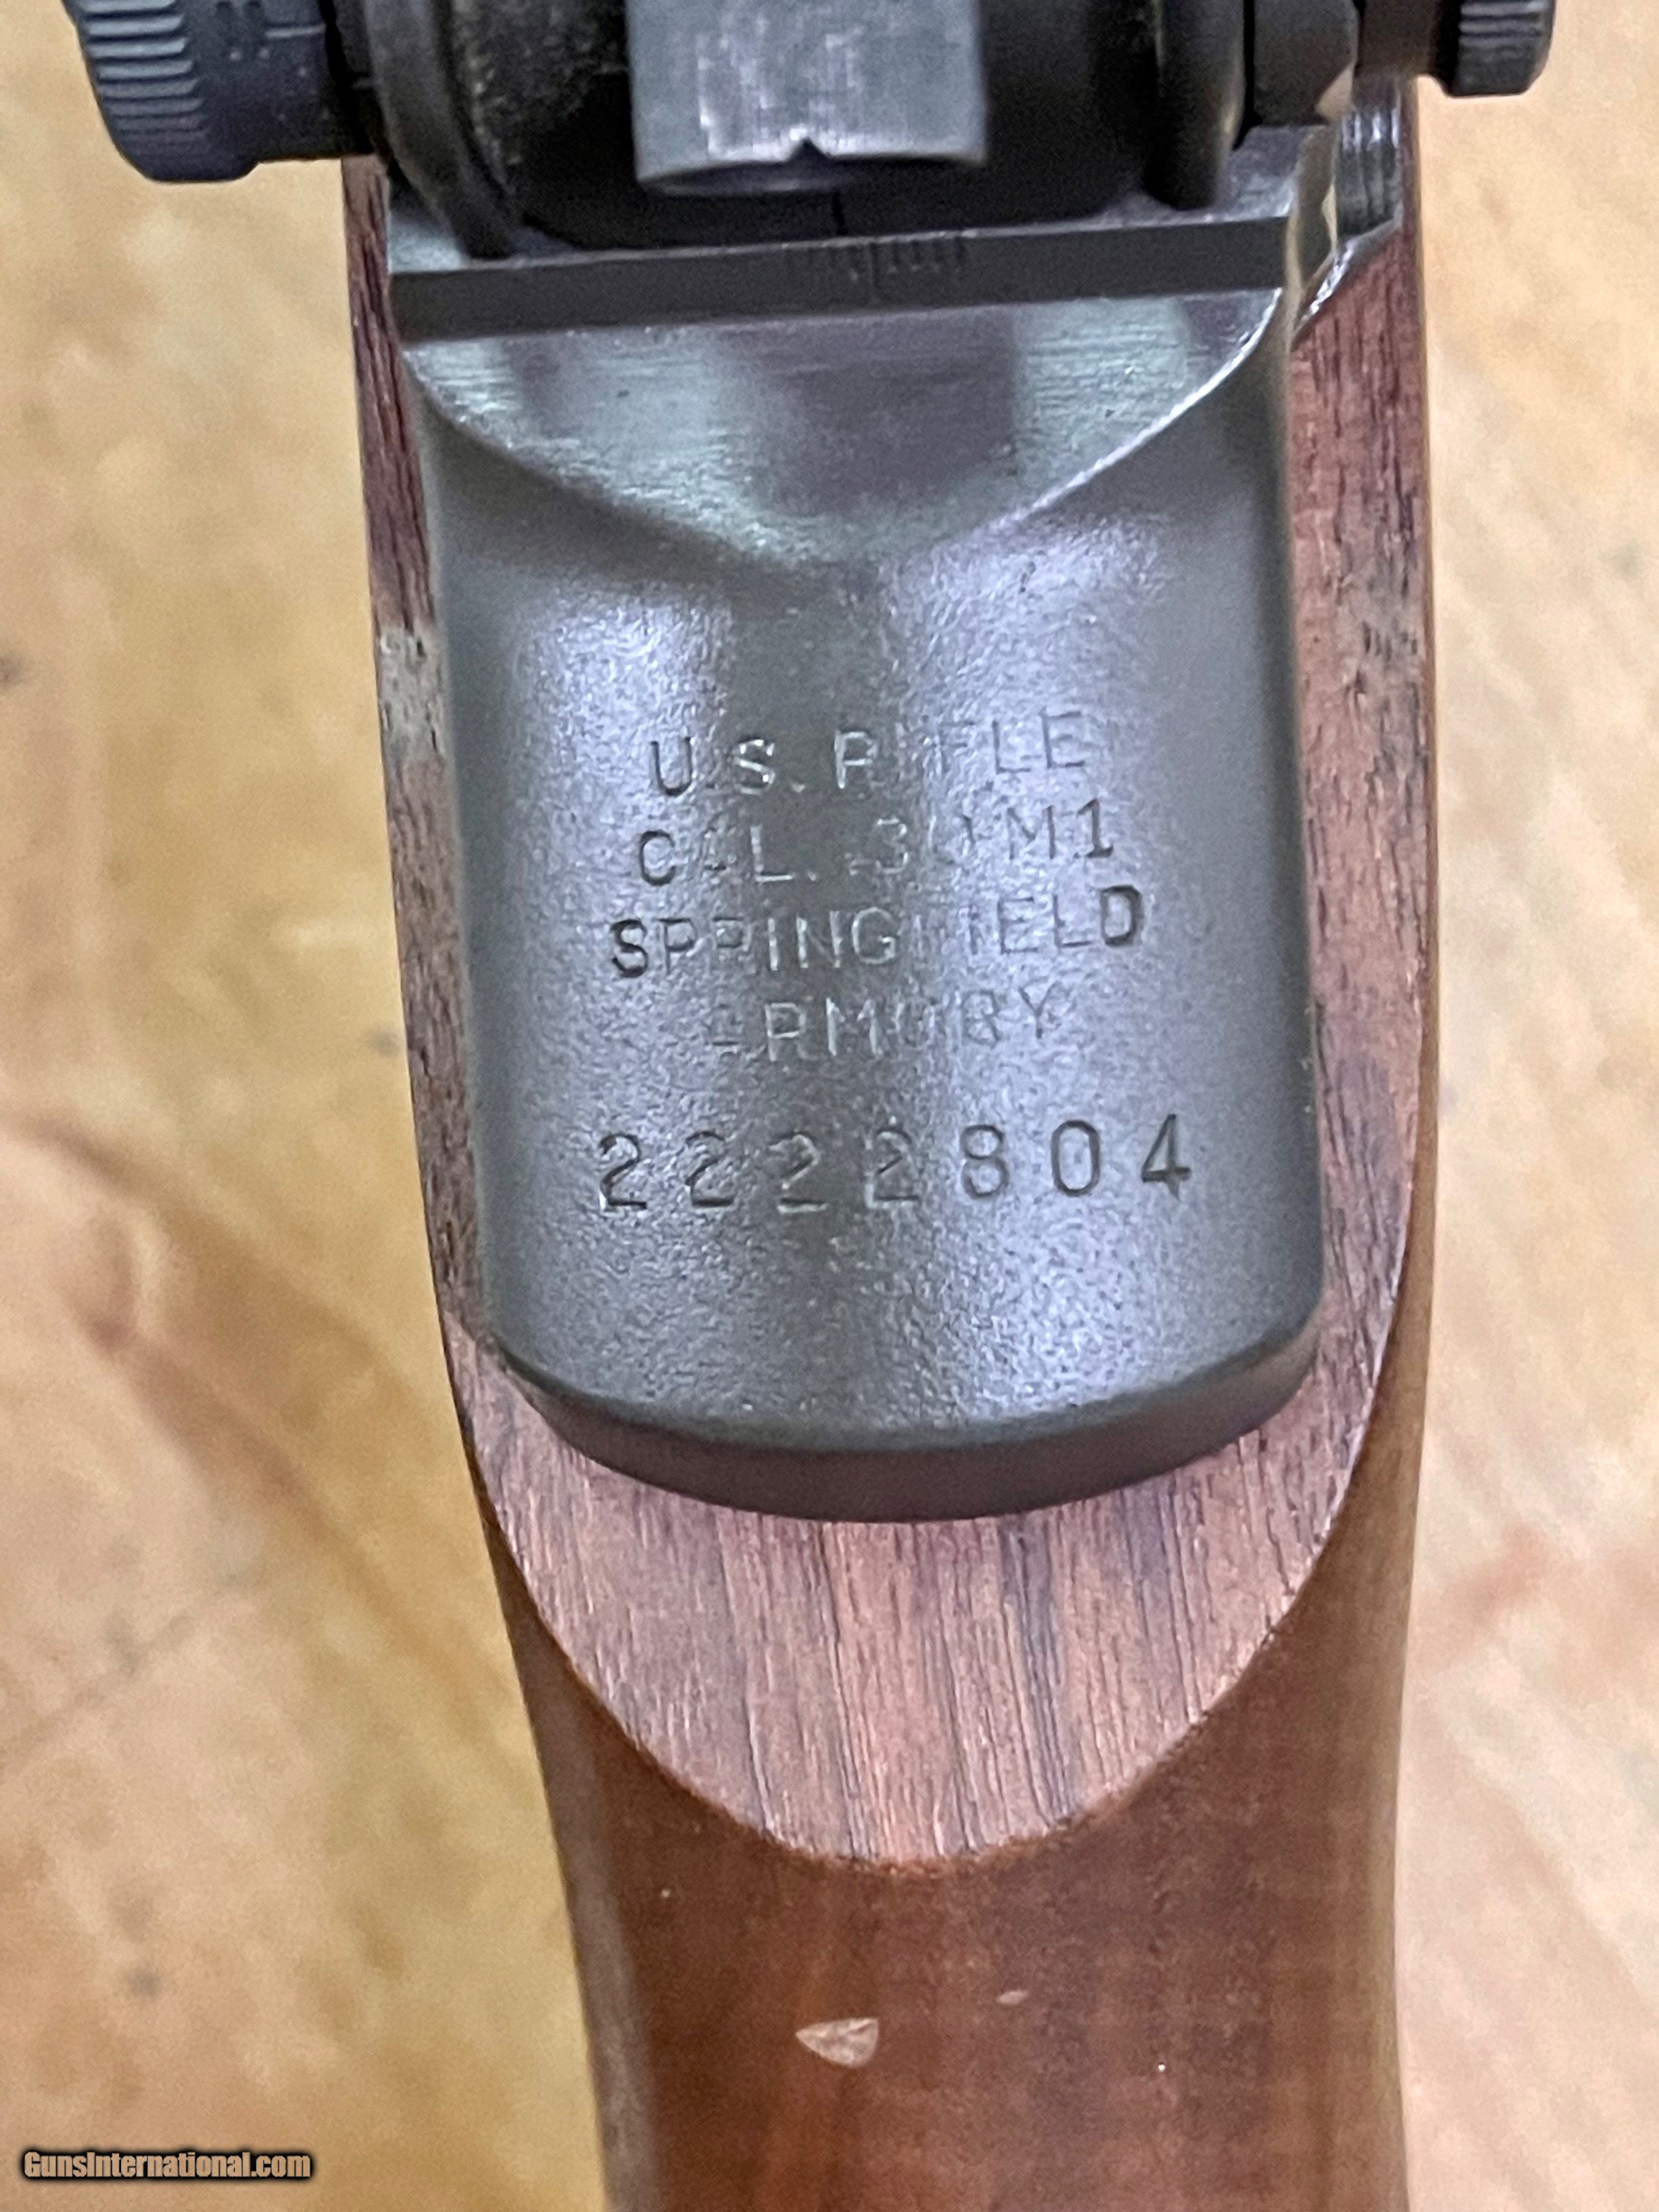 U.S. RIFLE
CAL. .30 M1
SPRINGFIELD
ARMORY
2222804
GunsInternational.com